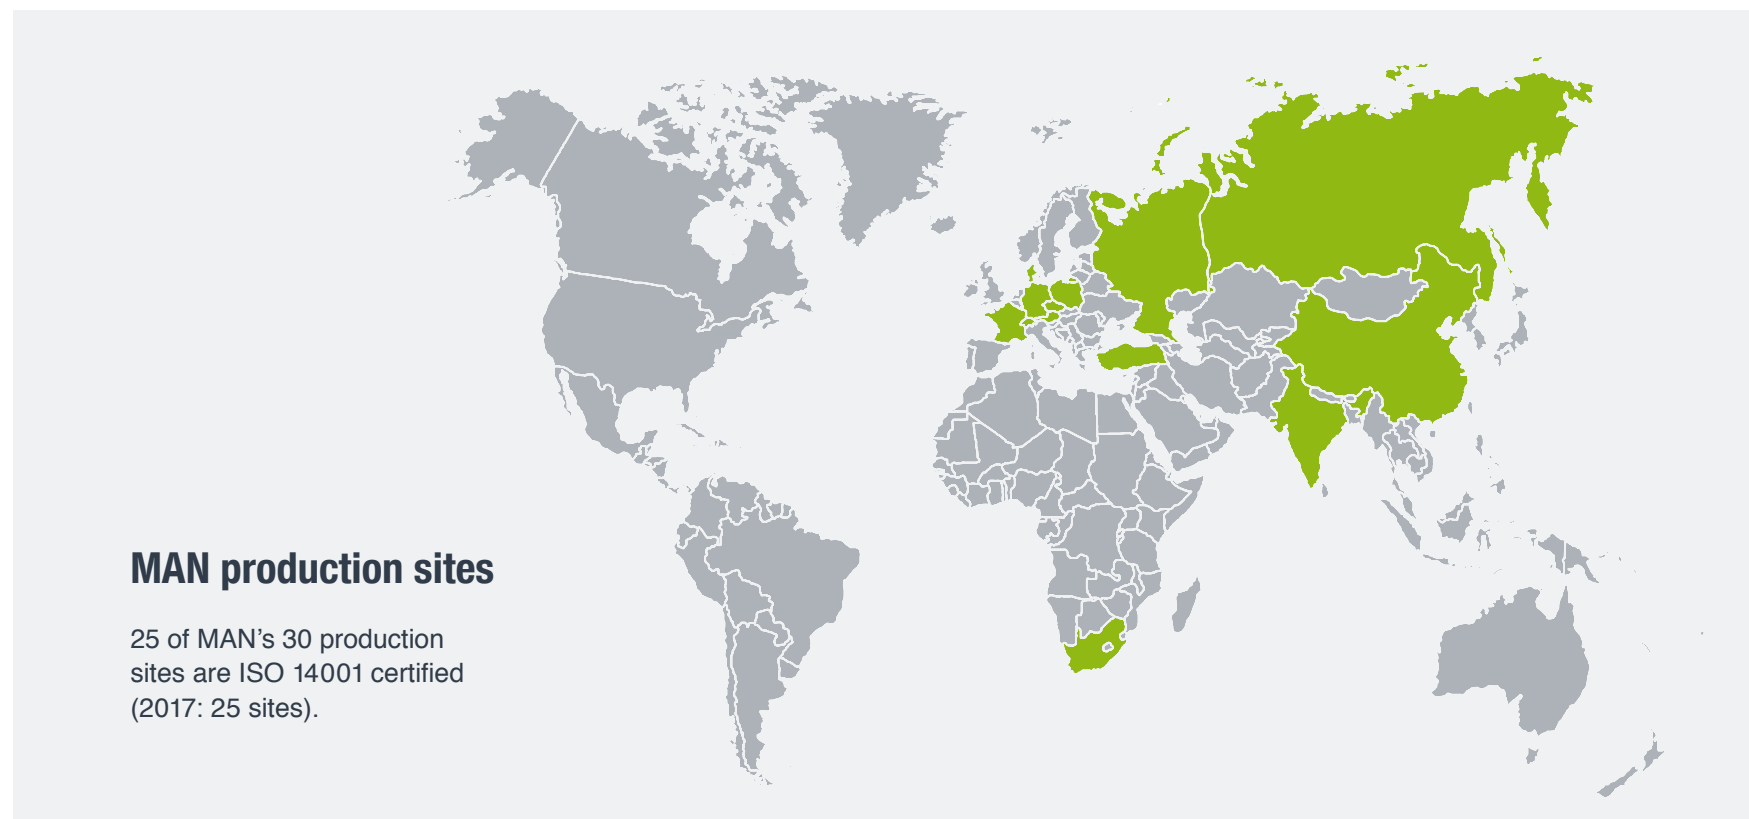 MAN production sites
25 of MAN’s 30 production
sites are ISO 14001 certified
(2017: 25 sites).